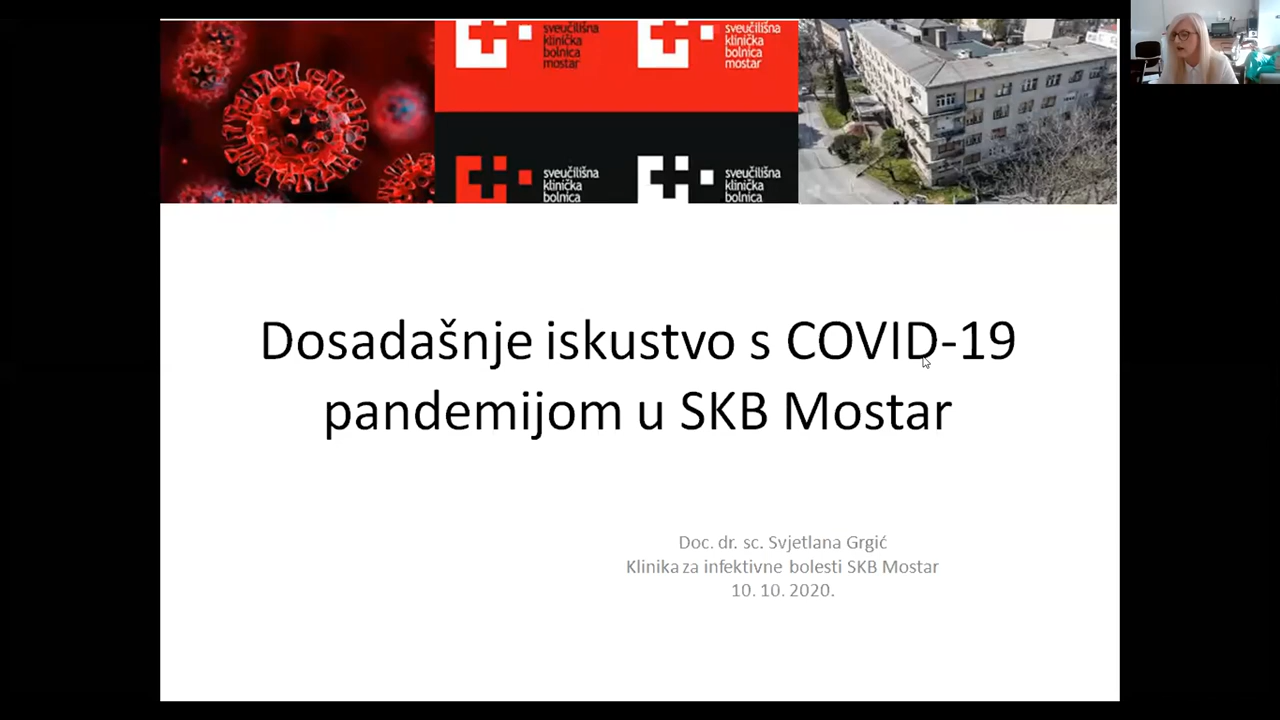 sveučilišna
klinička
bolnica
mostar
sveučilišna
klinička
bolnica
mostar
sveučilišna
klinička
bolnica
sveučilišna
klinička
bolnica
Dosadašnje iskustvo s COVID-19
pandemijom u SKB Mostar
Doc. dr. sc. Svjetlana Grgić
Klinika za infektivne bolesti SKB Mostar
10. 10. 2020.